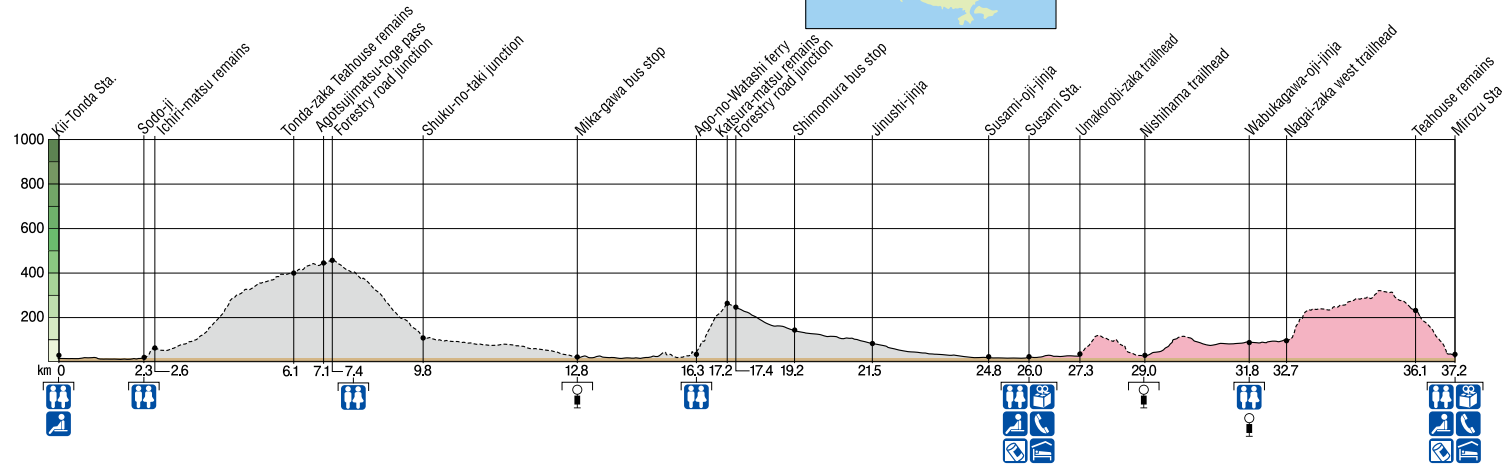 Kii-Tonda Sta.
Sodo-ji
Ichiri-matsu remains
Tonda-zaka Teahouse remains
Agotsujimatsu-toge pass
Forestry road junction
Shuku-no-taki junction
Mika-gawa bus stop
Ago-no-Watashi ferry
Katsura-matsu remains
Forestry road junction
Shimomura bus stop
Jinushi-jinja
Susami-oji-jinja
Susami Sta.
Umakorobi-zaka trailhead
Nishihama trailhead
Wabukagawa-oji-jinja
Nagai-zaka west trailhead
Teahouse remains
Mirozu Sta
1000
800
600
400
200
km 0 2.3 2.6 6.1 7.1 7.4 9.8 12.8 16.3 17.2 17.4 19.2 21.5 24.8 26.0 27.3 29.0 31.8 32.7 36.1 37.2